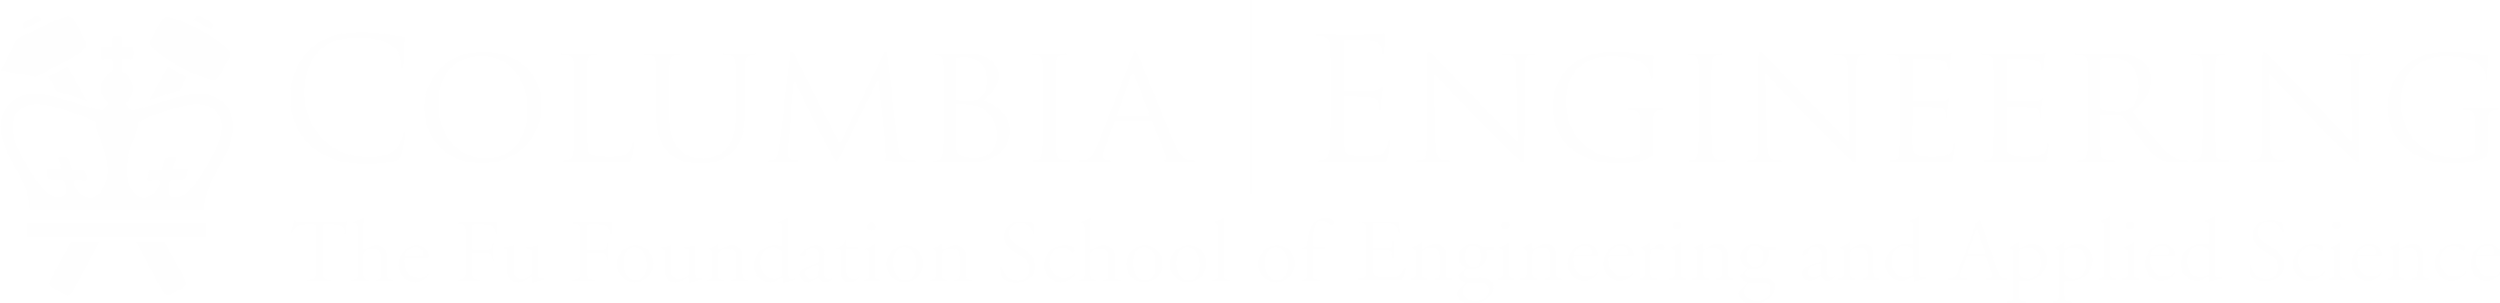 COLUMBIA ENGINEERING
The Fu Foundation School of Engineering and Applied Science